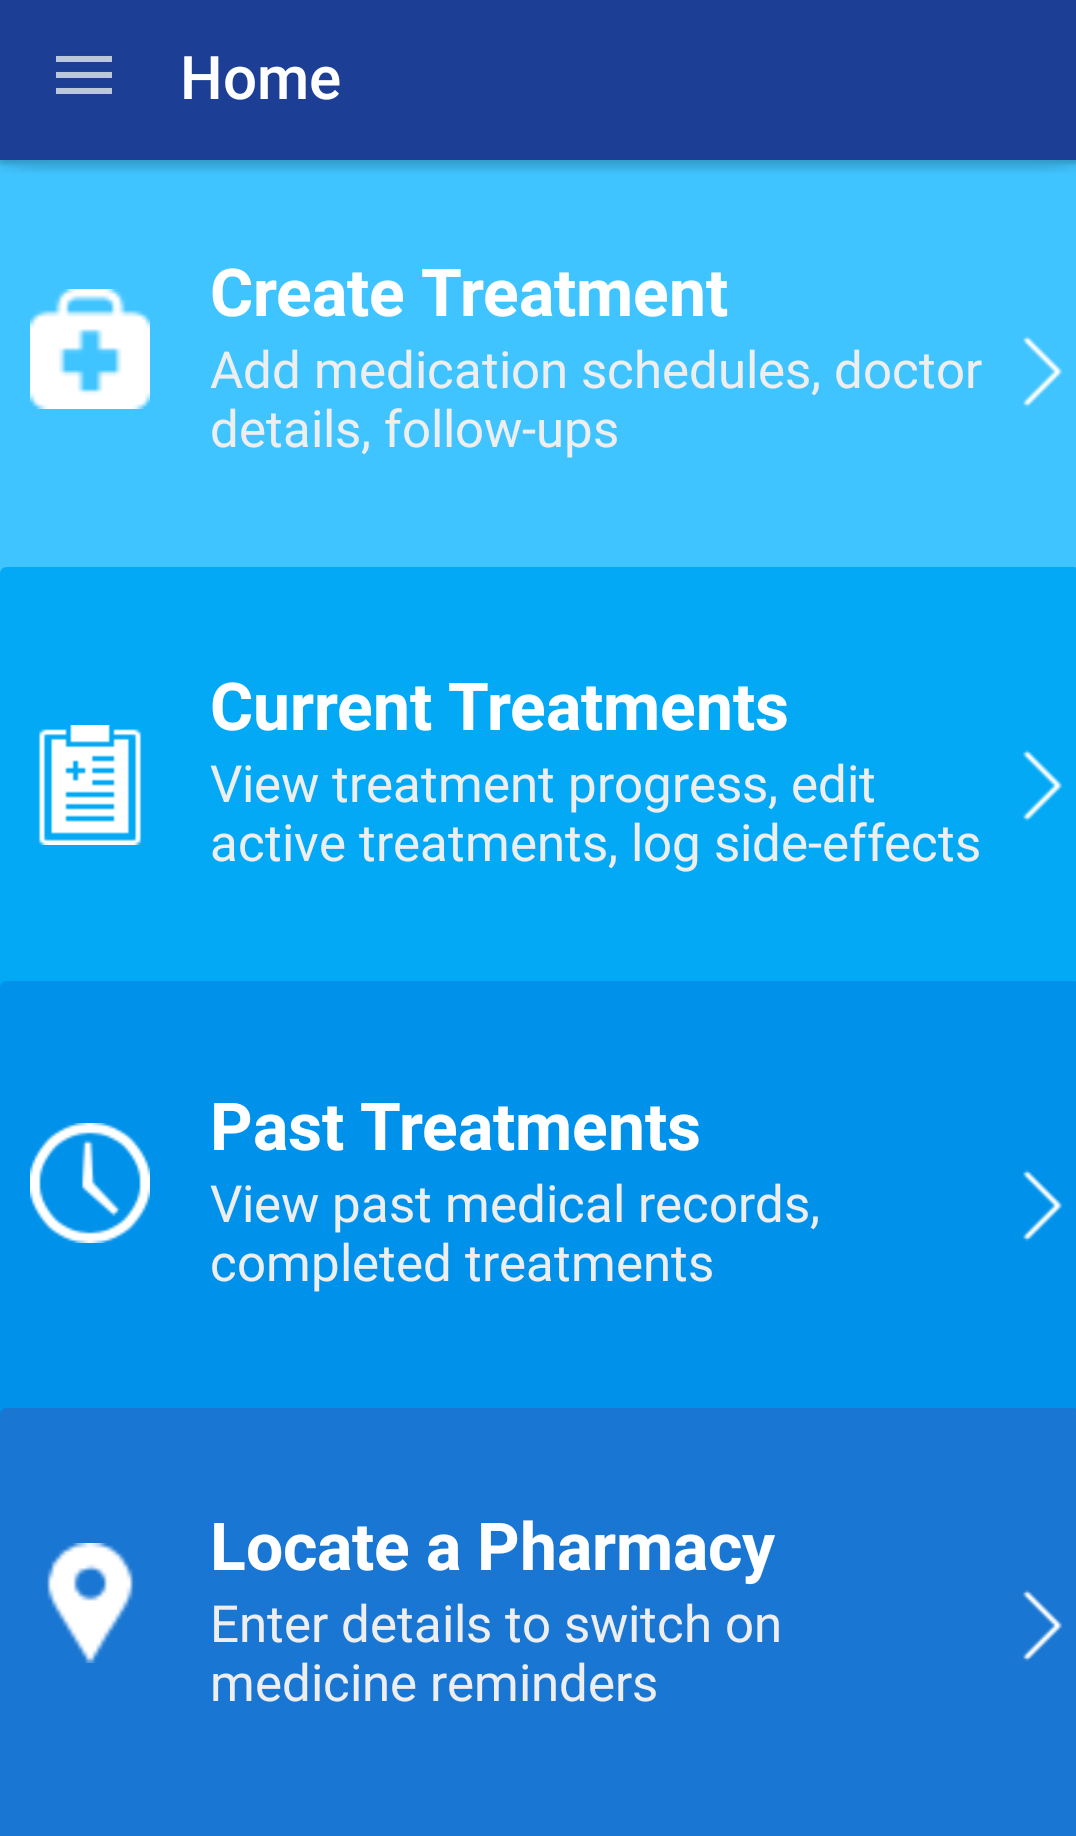 Home
Create Treatment
Add medication schedules, doctor
details, follow-ups
Current Treatments
View treatment progress, edit
active treatments, log side-effects
Past Treatments
View past medical records,
completed treatments
Locate a Pharmacy
Enter details to switch on
medicine reminders